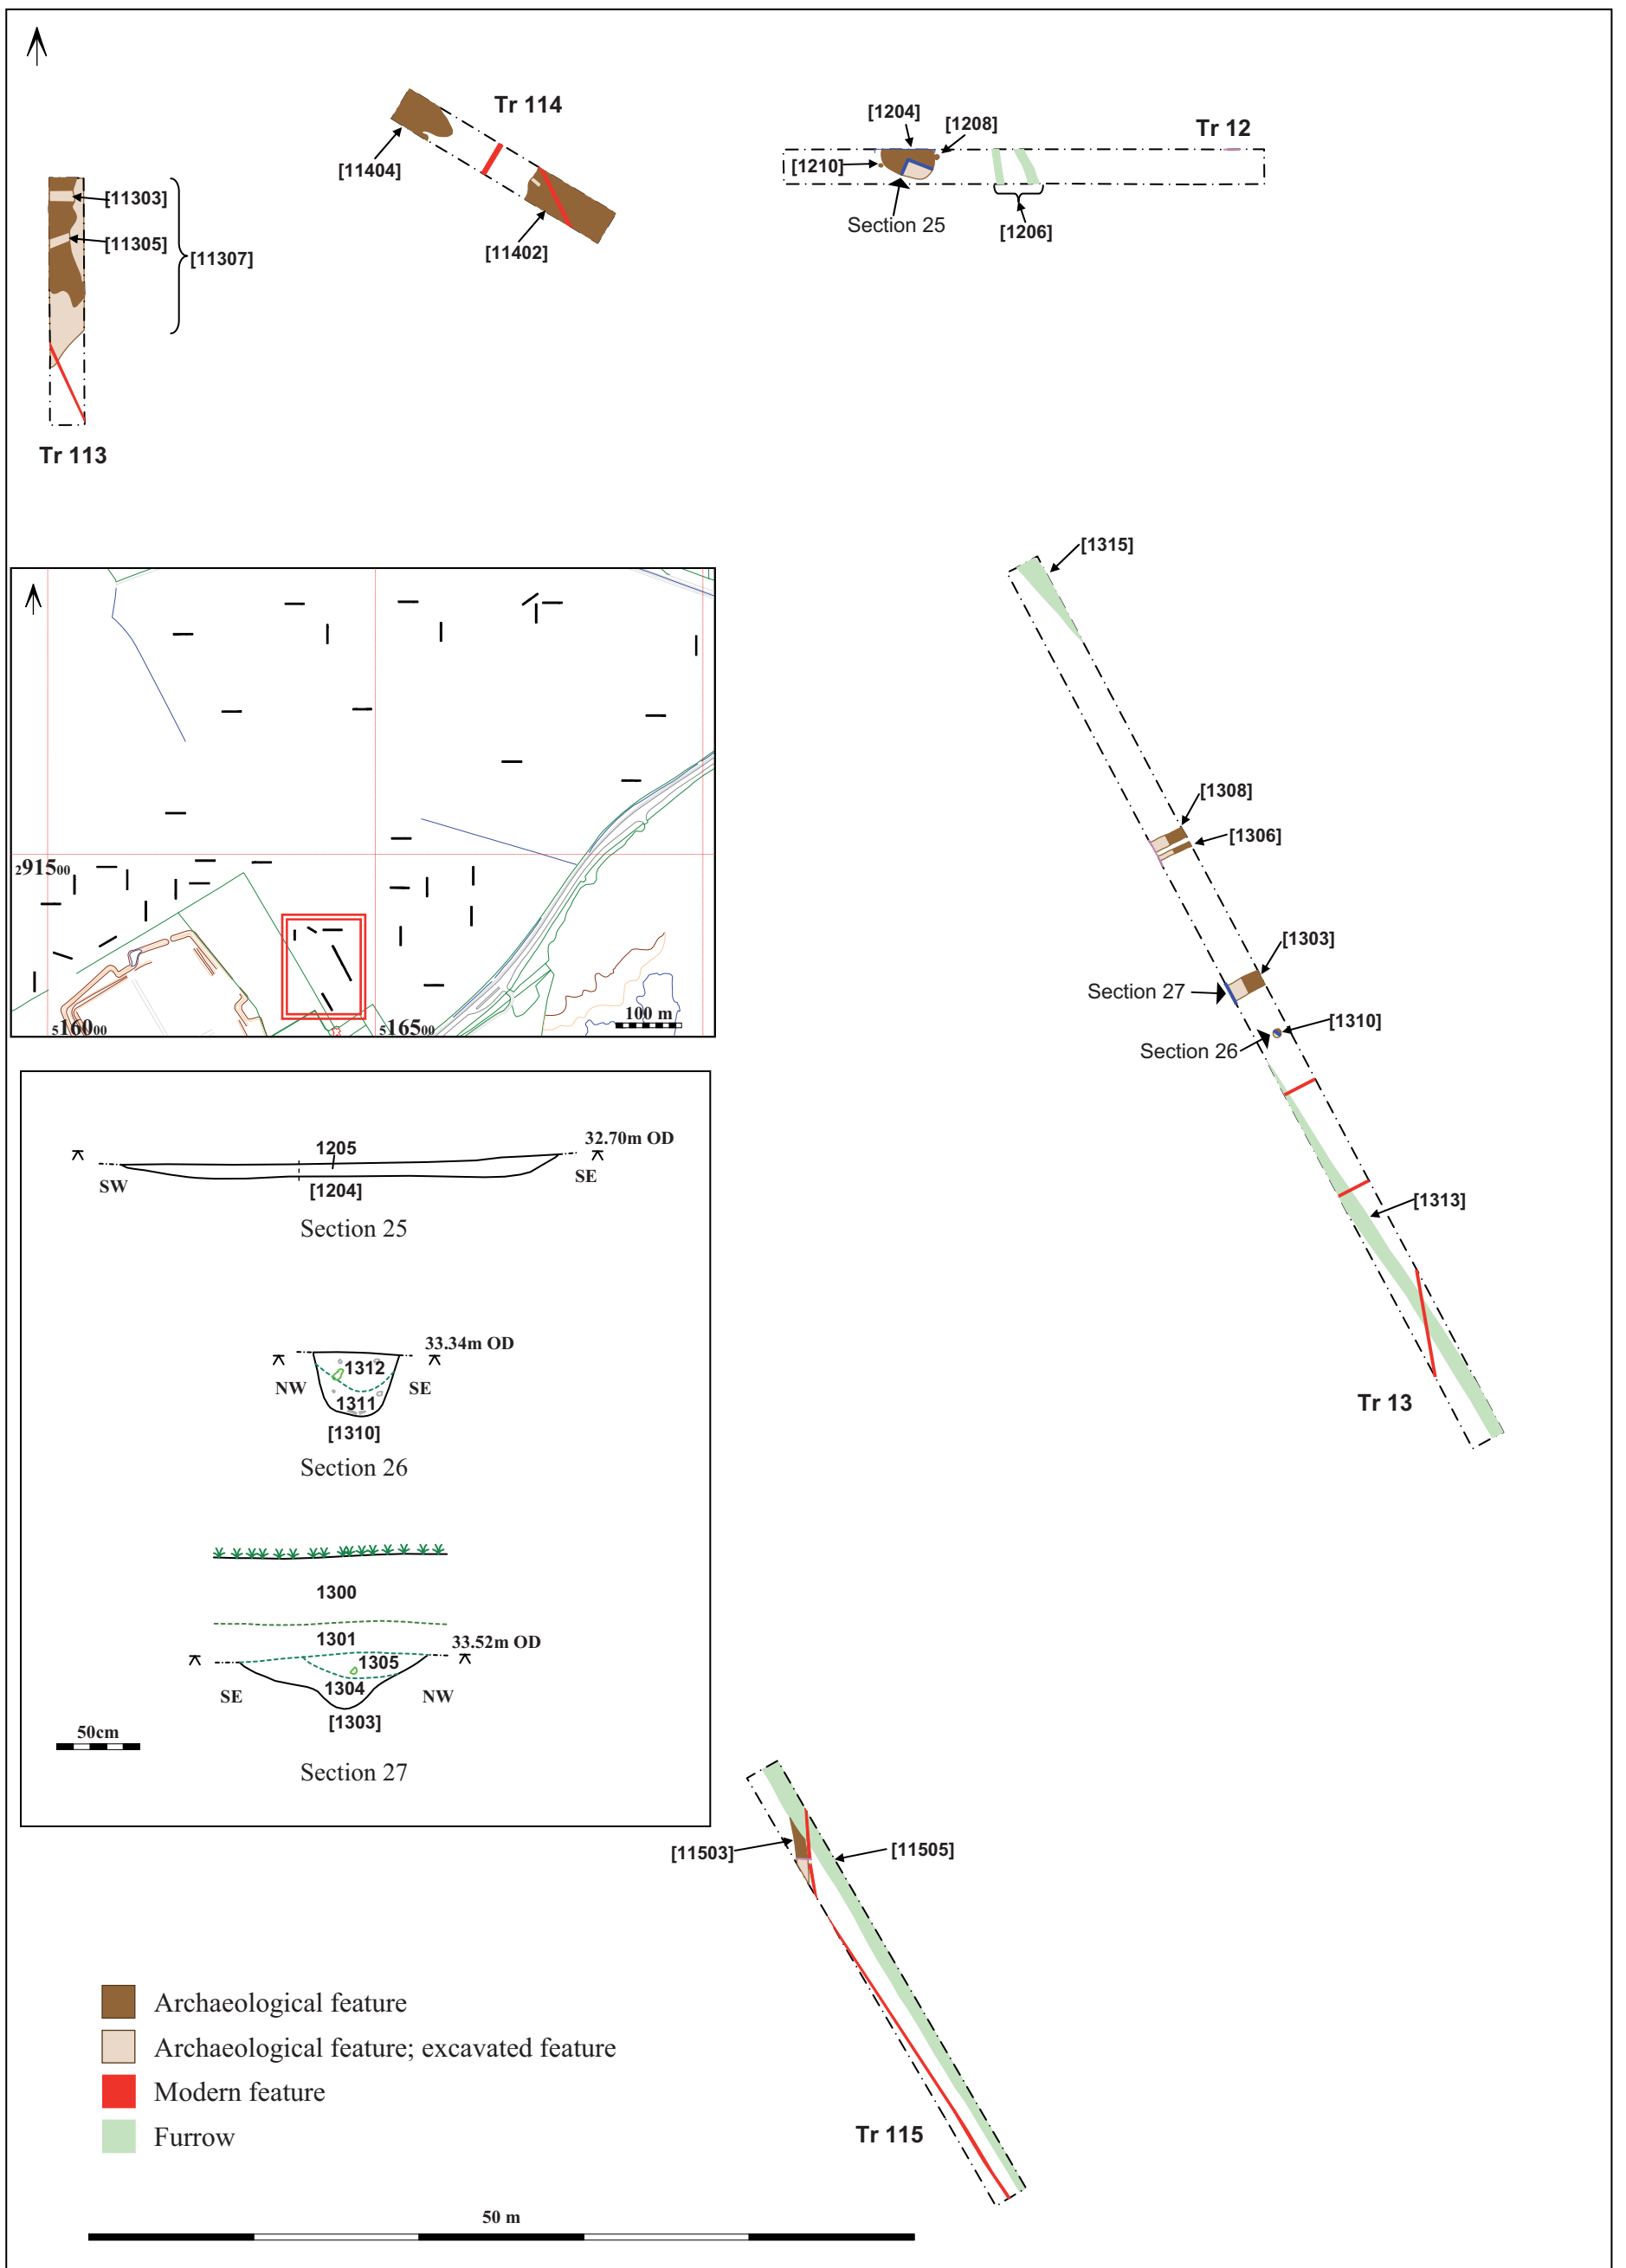 Tr 114
[11404]
[11402]
[1204]
[1208]
Tr 12
[1210]
Section 25
[1206]
[11303]
[11305]
[11307]
Tr 113
[1315]
[1308]
[1306]
[1303]
Section 27
[1310]
Section 26
[1313]
Tr 13
291500
516000
516500
100 m
1205
32.70m OD
SW
SE
[1204]
Section 25
33.34m OD
1312
NW
SE
1311
[1310]
Section 26
1300
1301
33.52m OD
1305
1304
SE
NW
[1303]
50cm
Section 27
[11503]
[11505]
Tr 115
Archaeological feature
Archaeological feature; excavated feature
Modern feature
Furrow
50 m